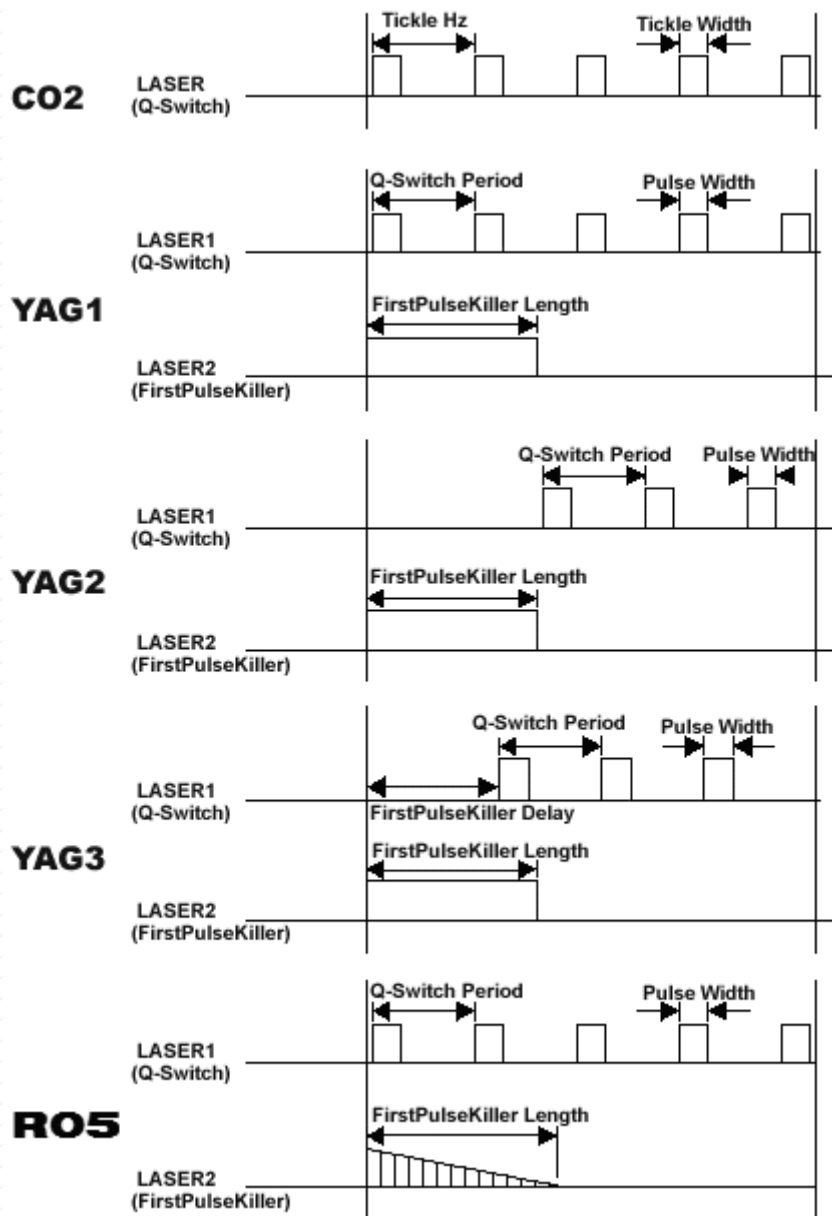 Tickle Hz
Tickle Width
CO2
LASER
(Q-Switch)
Q-Switch Period
Pulse Width
LASER1
(Q-Switch)
YAG1
FirstPulseKiller Length
LASER2
(FirstPulseKiller)
Q-Switch Period
Pulse Width
LASER1
(Q-Switch)
YAG2
FirstPulseKiller Length
LASER2
(FirstPulseKiller)
Q-Switch Period
Pulse Width
LASER1
(Q-Switch)
FirstPulseKiller Delay
YAG3
FirstPulseKiller Length
LASER2
(FirstPulseKiller)
Q-Switch Period
Pulse Width
LASER1
(Q-Switch)
RO5
FirstPulseKiller Length
LASER2
(FirstPulseKiller)